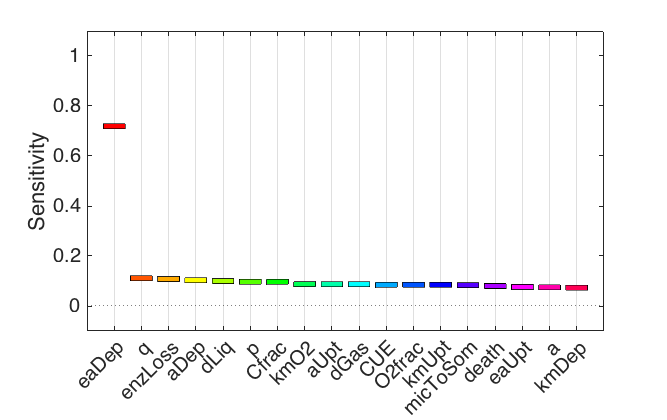 Sensitivity
1
0.8
0.6
0.4
0.2
0
eaDep
q
enzLoss
aDep
dLiq
p
Cfrac
kmO2
aUpt
dGas
CUE
O2frac
kmUpt
micToSom
death
eaUpt
a
kmDep